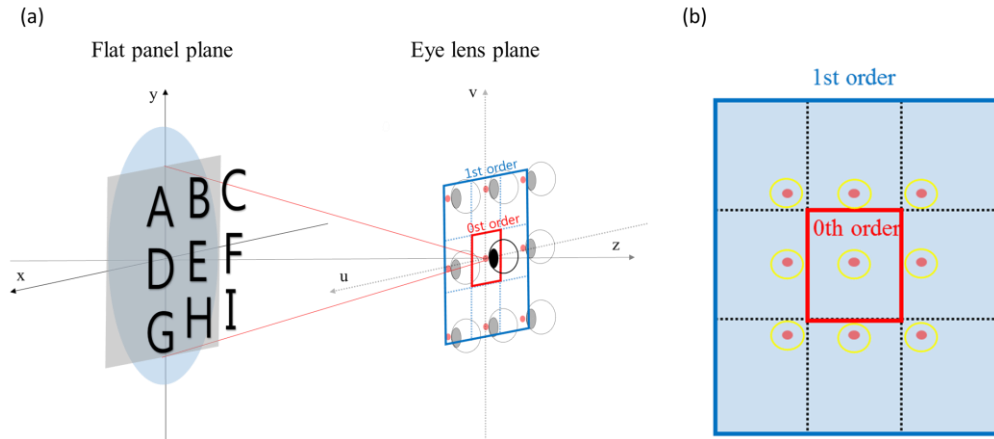 (a)
Flat panel plane
Eye lens plane
y
v
A B C
D E F
G H I
x
u
z
1st order
0st order
(b)
1st order
0th order